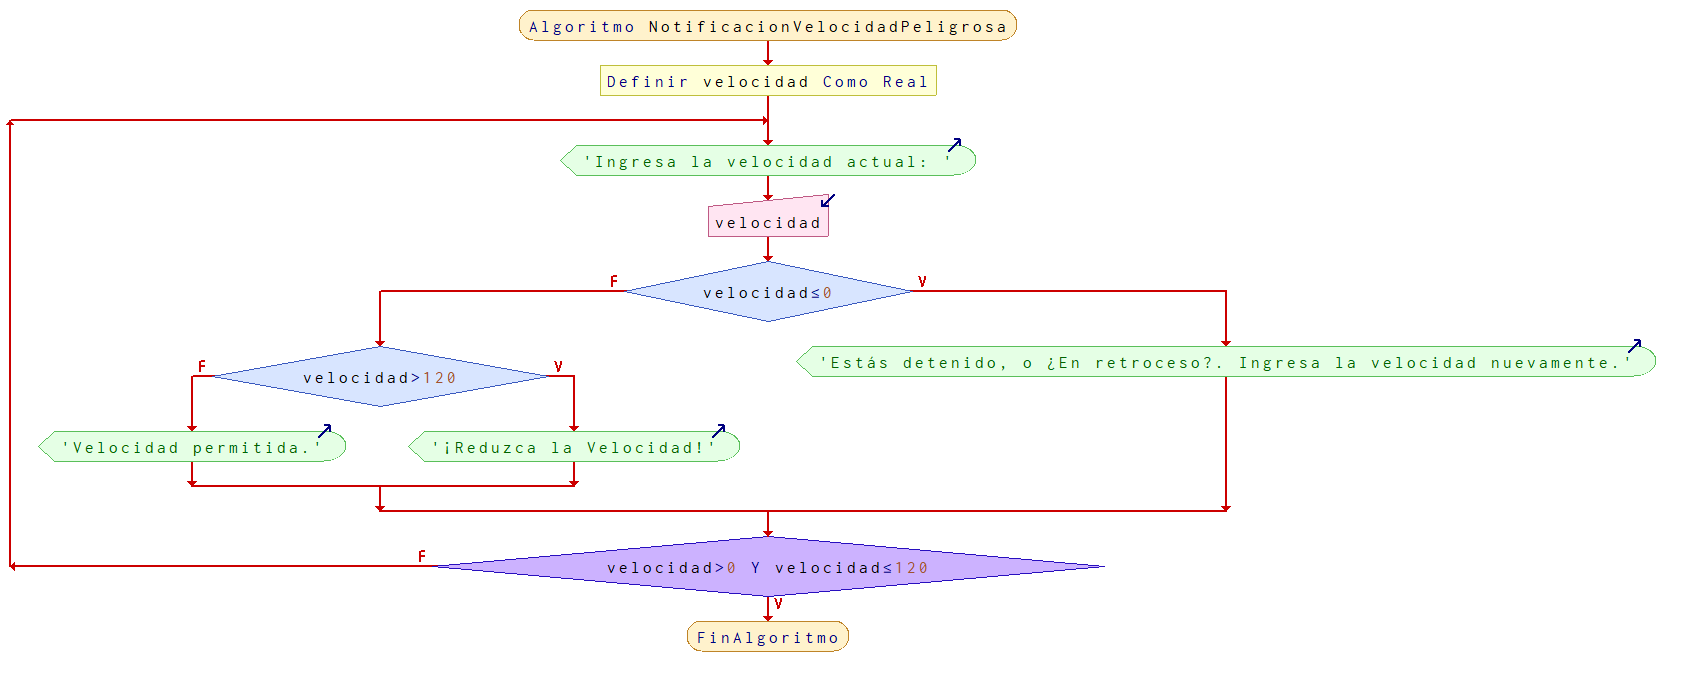 Algoritmo NotificacionVelocidadPeligrosa
Definir velocidad Como Real
'Ingresa la velocidad actual: '
velocidad
F
V
velocidad≤0
F
V
velocidad>120
'Estás detenido, o ¿En retroceso?. Ingresa la velocidad nuevamente.'
'Velocidad permitida.'
'¡Reduzca la Velocidad!'
F
velocidad>0 Y velocidad≤120
V
FinAlgoritmo